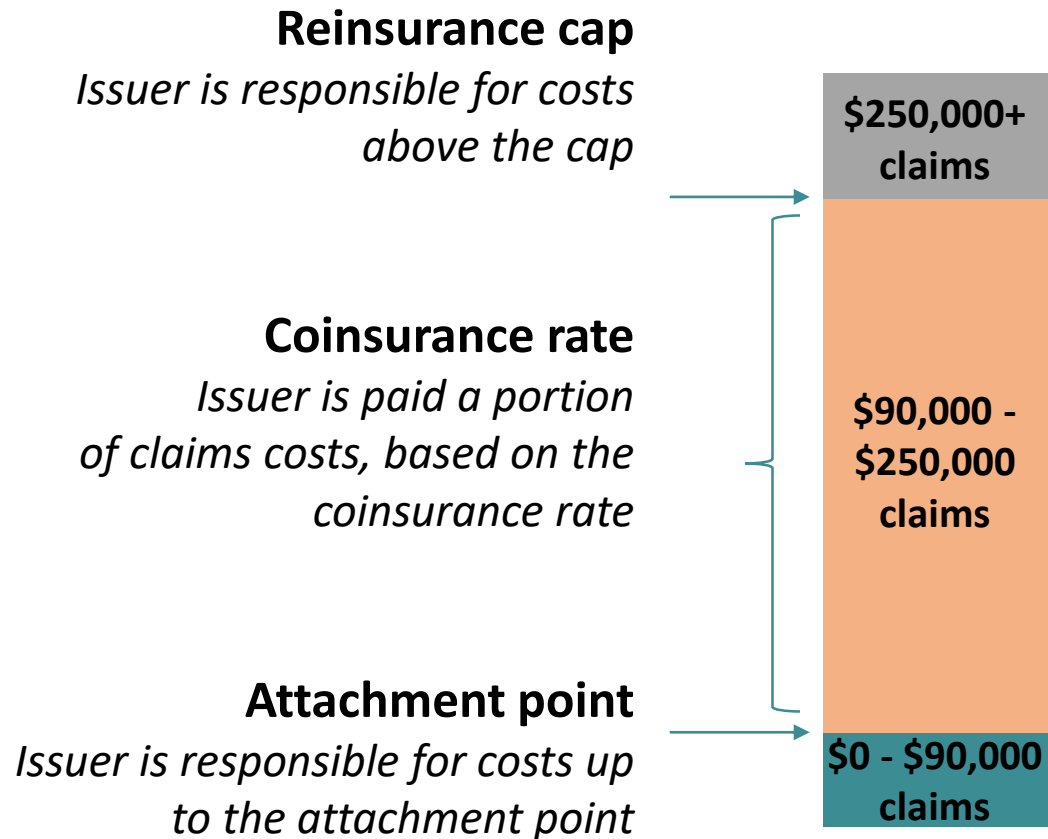 Reinsurance cap
Issuer is responsible for costs
above the cap
$250,000+
claims
Coinsurance rate
Issuer is paid a portion
of claims costs, based on the
coinsurance rate
$90,000 -
$250,000
claims
Attachment point
Issuer is responsible for costs up
to the attachment point
$0 - $90,000
claims